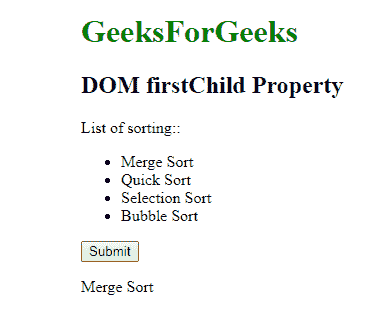 GeeksForGeeks
DOM firstChild Property
List of sorting::
Merge Sort
Quick Sort
Selection Sort
Bubble Sort
Submit
Merge Sort